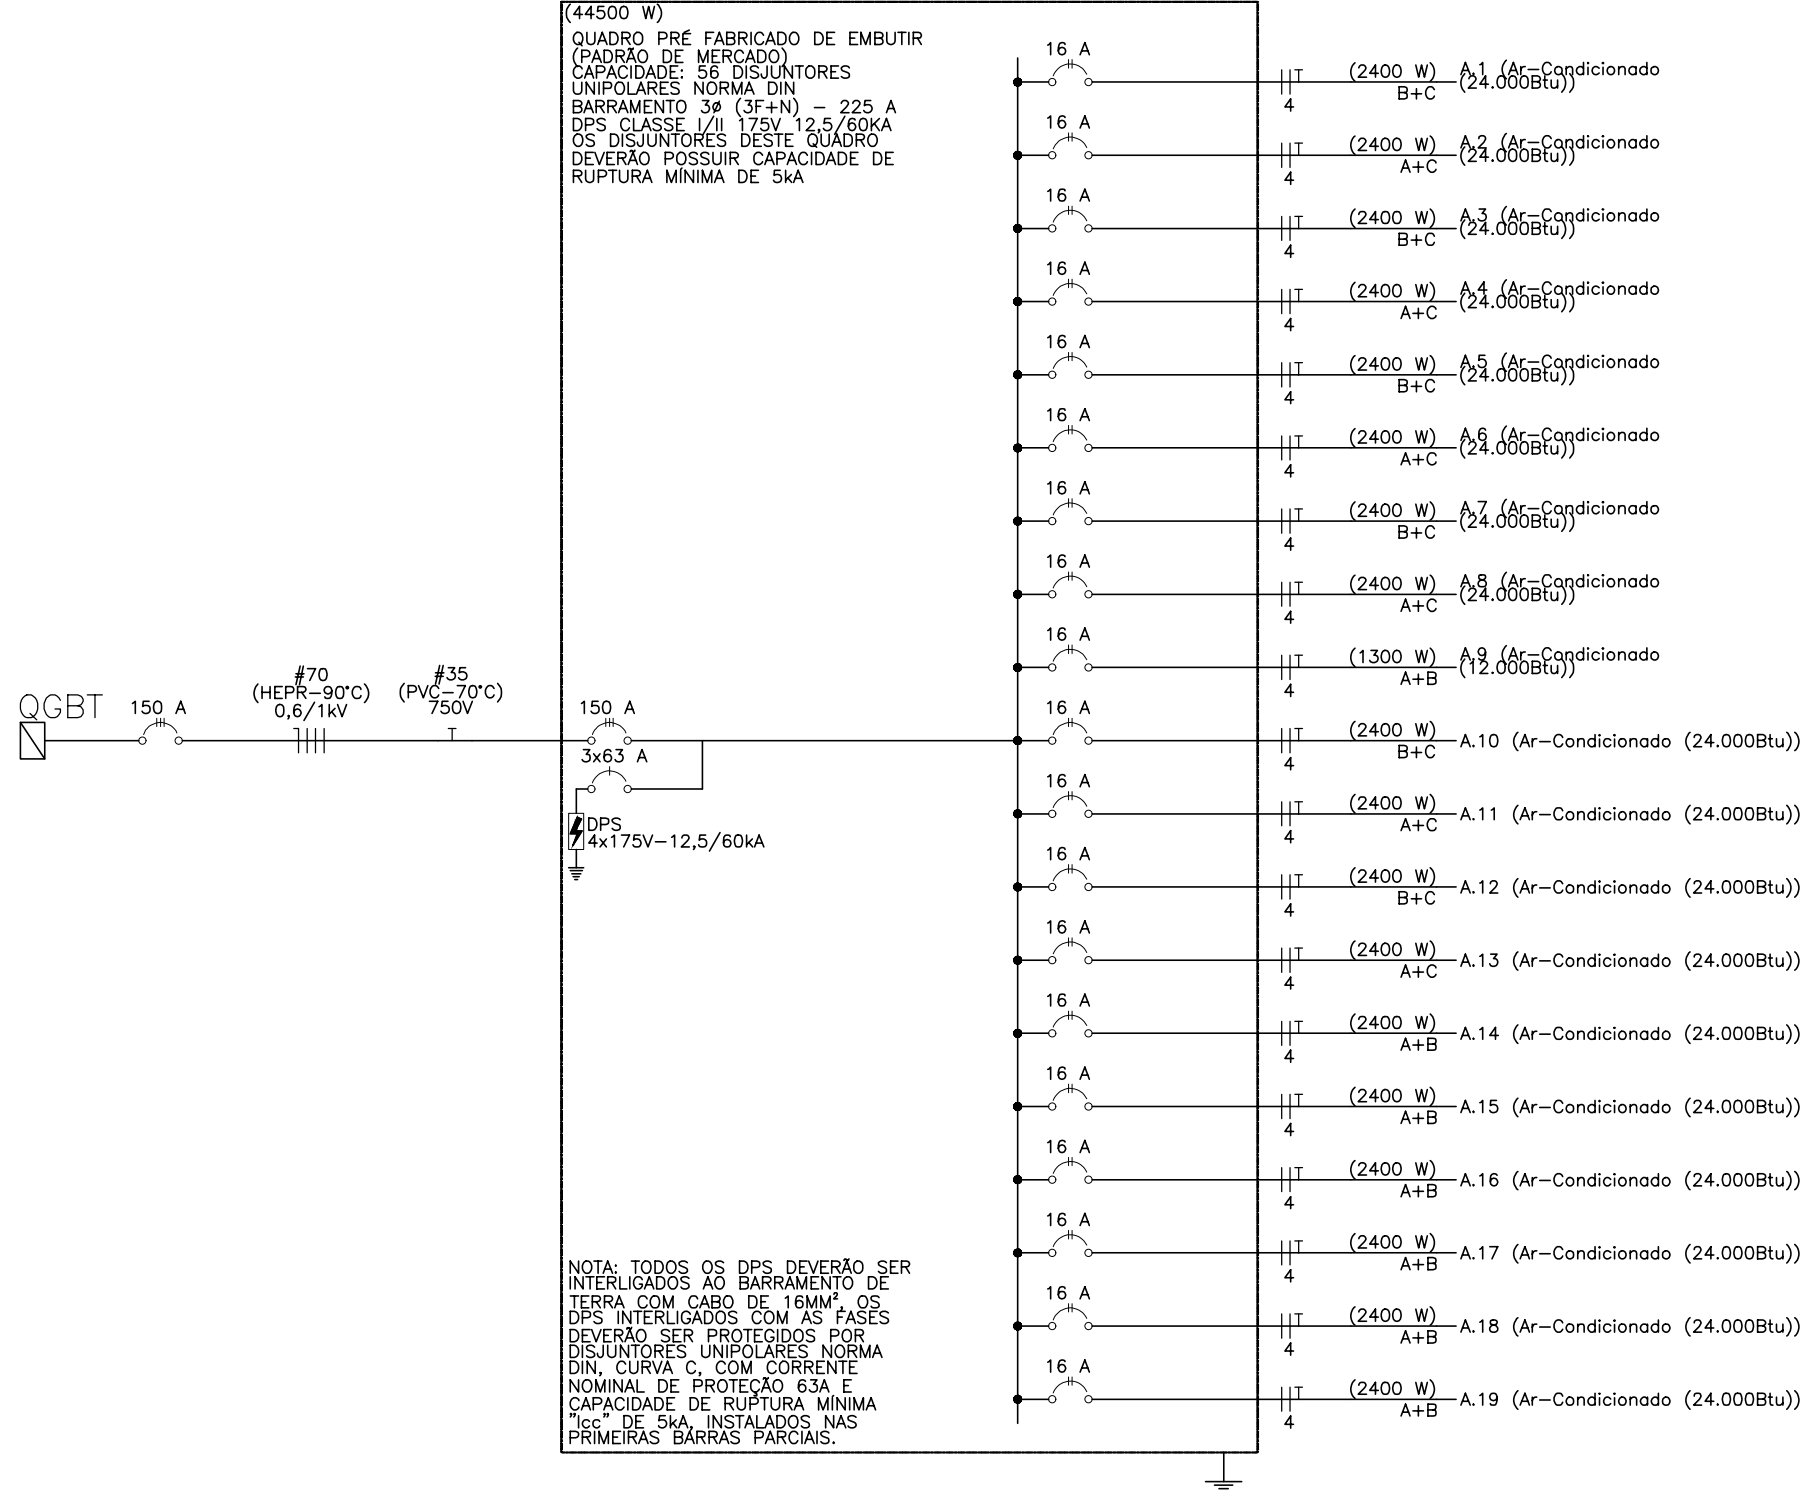 (44500 W)
QUADRO PRÉ FABRICADO DE EMBUTIR
(PADRÃO DE MERCADO)
CAPACIDADE: 56 DISJUNTORES
UNIPOLARES NORMA DIN
BARRAMENTO 3ø (3F+N) – 225 A
DPS CLASSE I/II 175V 12,5/60KA
OS DISJUNTORES DESTE QUADRO
DEVERÃO POSSUIR CAPACIDADE DE
RUPTURA MÍNIMA DE 5kA
QGBT
150 A
#70
(HEPR–90°C)
0,6/1kV
#35
(PVC–70°C)
750V
T
150 A
3x63 A
DPS
4x175V–12,5/60kA
NOTA: TODOS OS DPS DEVERÃO SER
INTERLIGADOS AO BARRAMENTO DE
TERRA COM CABO DE 16MM², OS
DPS INTERLIGADOS COM AS FASES
DEVERÃO SER PROTEGIDOS POR
DISJUNTORES UNIPOLARES NORMA
DIN, CURVA C, COM CORRENTE
NOMINAL DE PROTEÇÃO 63A E
CAPACIDADE DE RUPTURA MÍNIMA
"Icc" DE 5kA, INSTALADOS NAS
PRIMEIRAS BARRAS PARCIAIS.
16 A
T
4
(2400 W)
B+C
A.1 (Ar–Condicionado
(24.000Btu))
16 A
T
4
(2400 W)
A+C
A.2 (Ar–Condicionado
(24.000Btu))
16 A
T
4
(2400 W)
B+C
A.3 (Ar–Condicionado
(24.000Btu))
16 A
T
4
(2400 W)
A+C
A.4 (Ar–Condicionado
(24.000Btu))
16 A
T
4
(2400 W)
B+C
A.5 (Ar–Condicionado
(24.000Btu))
16 A
T
4
(2400 W)
A+C
A.6 (Ar–Condicionado
(24.000Btu))
16 A
T
4
(2400 W)
B+C
A.7 (Ar–Condicionado
(24.000Btu))
16 A
T
4
(2400 W)
A+C
A.8 (Ar–Condicionado
(24.000Btu))
16 A
T
4
(1300 W)
A+B
A.9 (Ar–Condicionado
(12.000Btu))
16 A
T
4
(2400 W)
B+C
A.10 (Ar–Condicionado (24.000Btu))
16 A
T
4
(2400 W)
A+C
A.11 (Ar–Condicionado (24.000Btu))
16 A
T
4
(2400 W)
B+C
A.12 (Ar–Condicionado (24.000Btu))
16 A
T
4
(2400 W)
A+C
A.13 (Ar–Condicionado (24.000Btu))
16 A
T
4
(2400 W)
A+B
A.14 (Ar–Condicionado (24.000Btu))
16 A
T
4
(2400 W)
A+B
A.15 (Ar–Condicionado (24.000Btu))
16 A
T
4
(2400 W)
A+B
A.16 (Ar–Condicionado (24.000Btu))
16 A
T
4
(2400 W)
A+B
A.17 (Ar–Condicionado (24.000Btu))
16 A
T
4
(2400 W)
A+B
A.18 (Ar–Condicionado (24.000Btu))
16 A
T
4
(2400 W)
A+B
A.19 (Ar–Condicionado (24.000Btu))